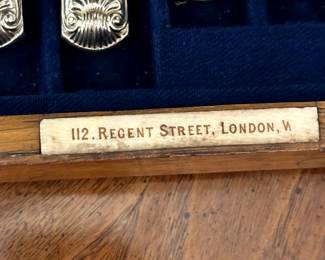 112. REGENT STREET, LONDON, W